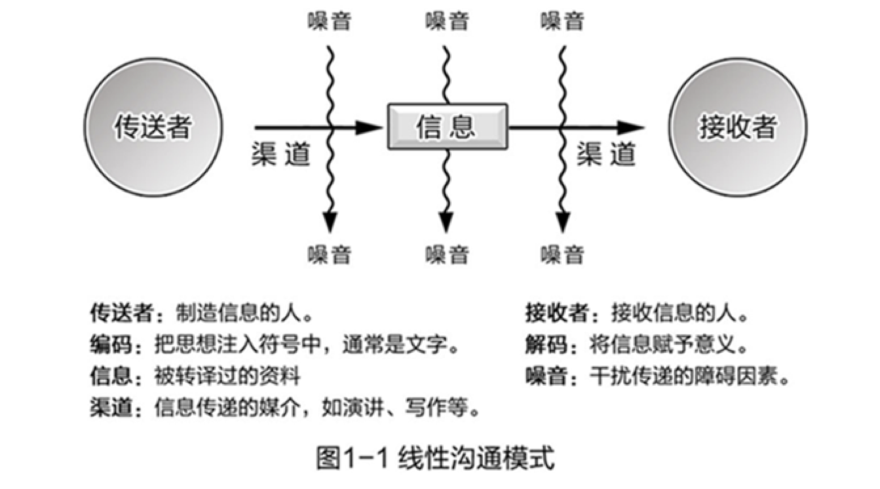 噪音 噪音 噪音
传送者 信息 接收者
渠道 渠道
噪音 噪音 噪音
传送者：制造信息的人。
编码：把思想注入符号中，通常是文字。
信息：被转译过的资料
渠道：信息传递的媒介，如演讲、写作等。
接收者：接收信息的人。
解码：将信息赋予意义。
噪音：干扰传递的障碍因素。
图1-1 线性沟通模式